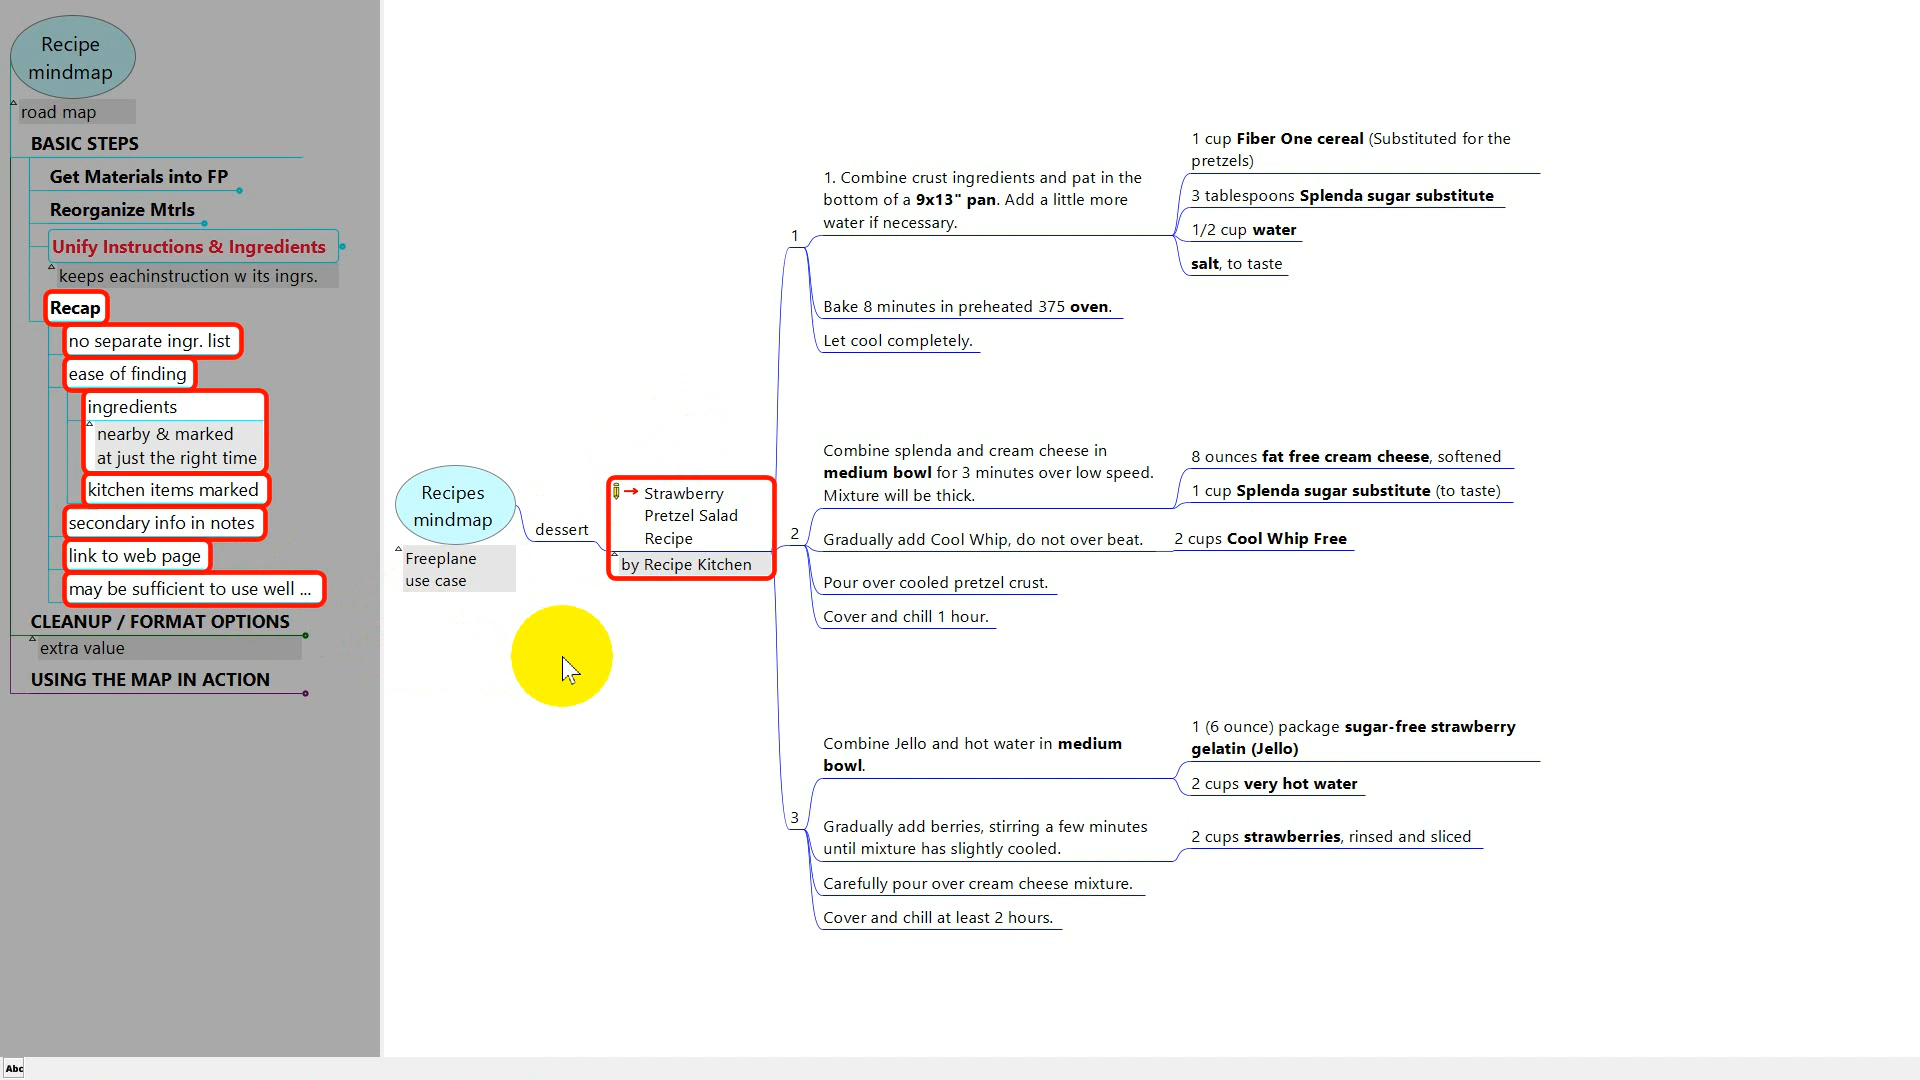 Recipe
mindmap
road map
BASIC STEPS
Get Materials into FP
Reorganize Mtrls
Unify Instructions & Ingredients
keeps eachinstruction w its ingrs.
Recap
no separate ingr. list
ease of finding
ingredients
nearby & marked
at just the right time
kitchen items marked
secondary info in notes
link to web page
may be sufficient to use well ...
CLEANUP / FORMAT OPTIONS
extra value
USING THE MAP IN ACTION
Recipes
mindmap
Freeplane
use case
dessert
Strawberry
Pretzel Salad
Recipe
by Recipe Kitchen
1
1. Combine crust ingredients and pat in the
bottom of a 9x13" pan. Add a little more
water if necessary.
1 cup Fiber One cereal (Substituted for the
pretzels)
3 tablespoons Splenda sugar substitute
1/2 cup water
salt, to taste
Bake 8 minutes in preheated 375 oven.
Let cool completely.
2
Combine splenda and cream cheese in
medium bowl for 3 minutes over low speed.
Mixture will be thick.
8 ounces fat free cream cheese, softened
1 cup Splenda sugar substitute (to taste)
Gradually add Cool Whip, do not over beat.
2 cups Cool Whip Free
Pour over cooled pretzel crust.
Cover and chill 1 hour.
3
Combine Jello and hot water in medium
bowl.
1 (6 ounce) package sugar-free strawberry
gelatin (Jello)
2 cups very hot water
Gradually add berries, stirring a few minutes
until mixture has slightly cooled.
2 cups strawberries, rinsed and sliced
Carefully pour over cream cheese mixture.
Cover and chill at least 2 hours.
Abc